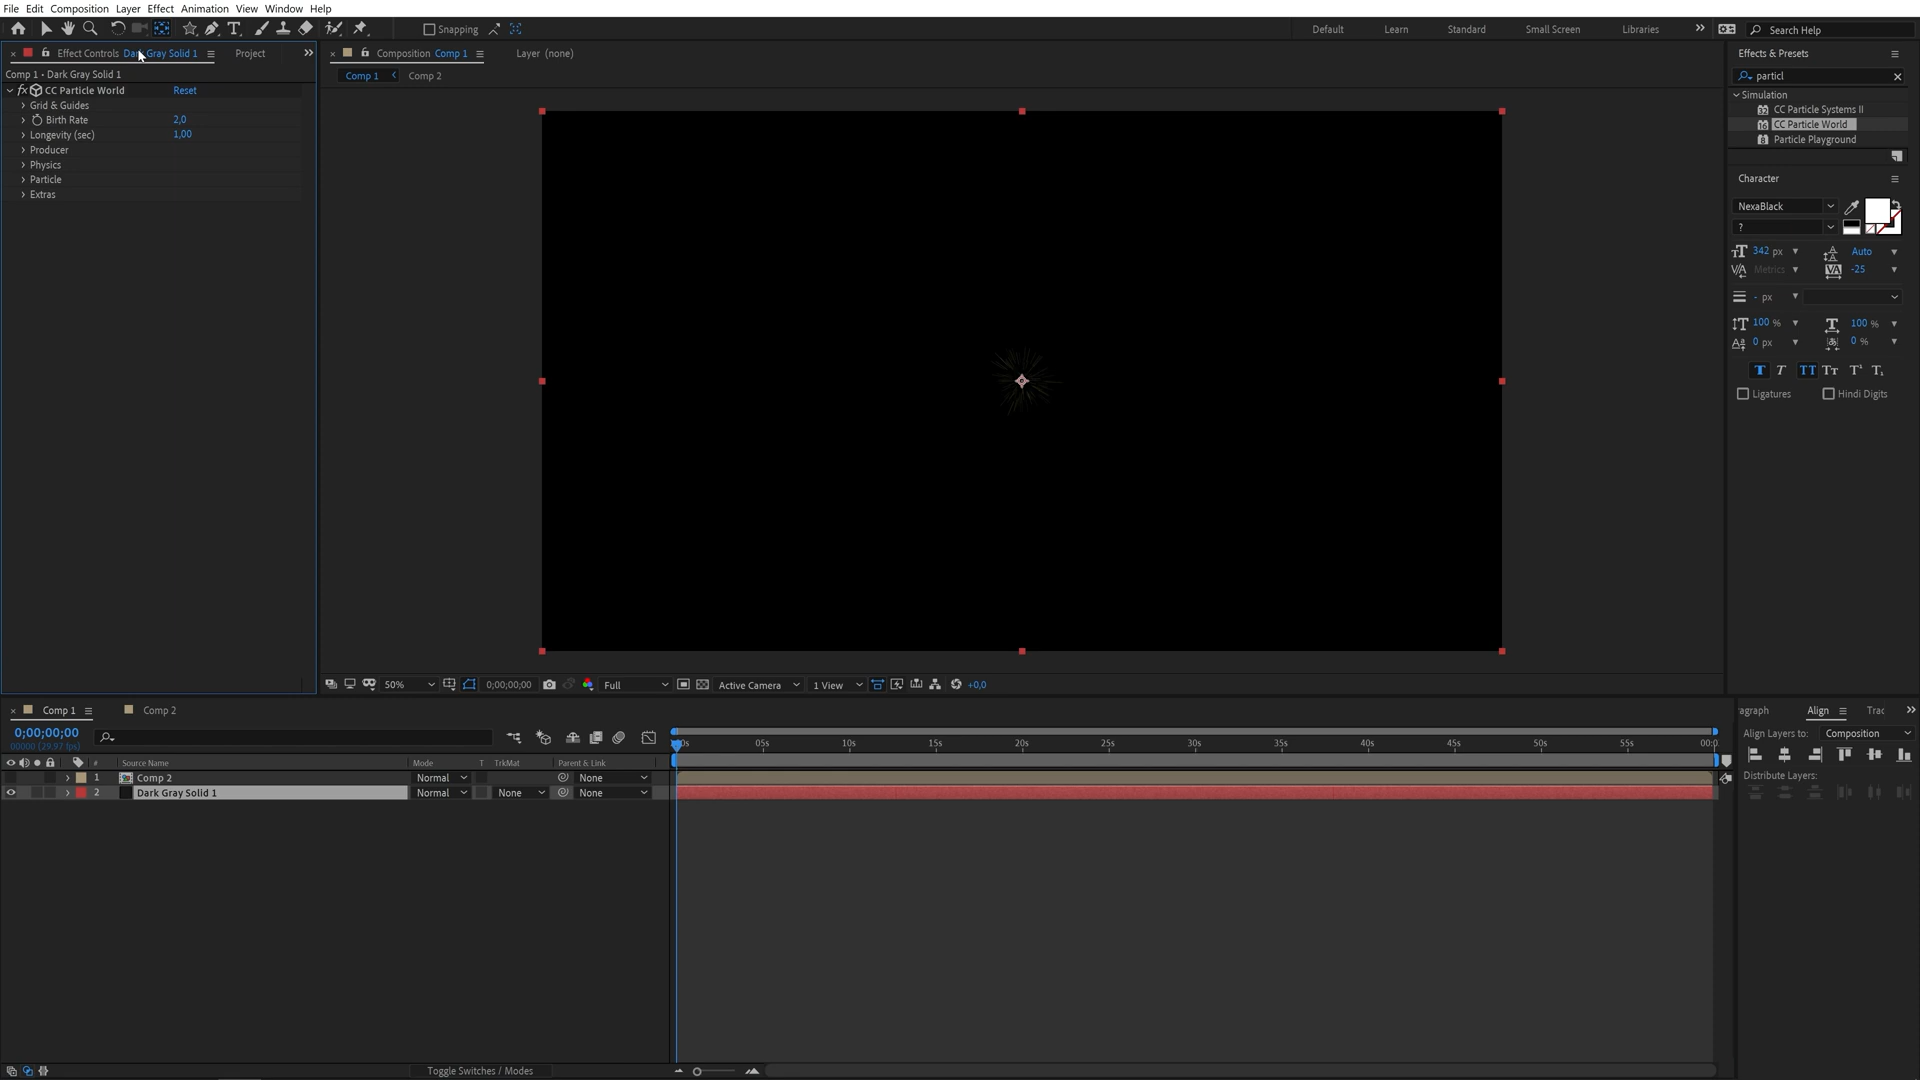 File Edit Composition Layer Effect Animation View Window Help
Snapping Default Learn Standard Small Screen Libraries Search Help
Effect Controls Dark Gray Solid 1 Project
Composition Comp 1 Layer (none)
Effects & Presets
Comp 1 • Dark Gray Solid 1
Comp 1 Comp 2
particl
fx CC Particle World Reset
Grid & Guides
Birth Rate 2,0
Longevity (sec) 1,00
Producer
Physics
Particle
Extras
Simulation
CC Particle Systems II
CC Particle World
Particle Playground
Character
NexaBlack
?
342 px Auto
Metrics -25
- px
100 % 100 %
0 px 0 %
T T TT Tt T¹ T₁
Ligatures Hindi Digits
50% 0;00;00;00 Full Active Camera 1 View +0,0
Comp 1 Comp 2
0;00;00;00
00000 (29.97 fps)
:00s 05s 10s 15s 20s 25s 30s 35s 40s 45s 50s 55s 00:0
# Source Name Mode T TrkMat Parent & Link
1 Comp 2 Normal None
2 Dark Gray Solid 1 Normal None None
ragraph Align Trac
Align Layers to: Composition
Distribute Layers:
Toggle Switches / Modes